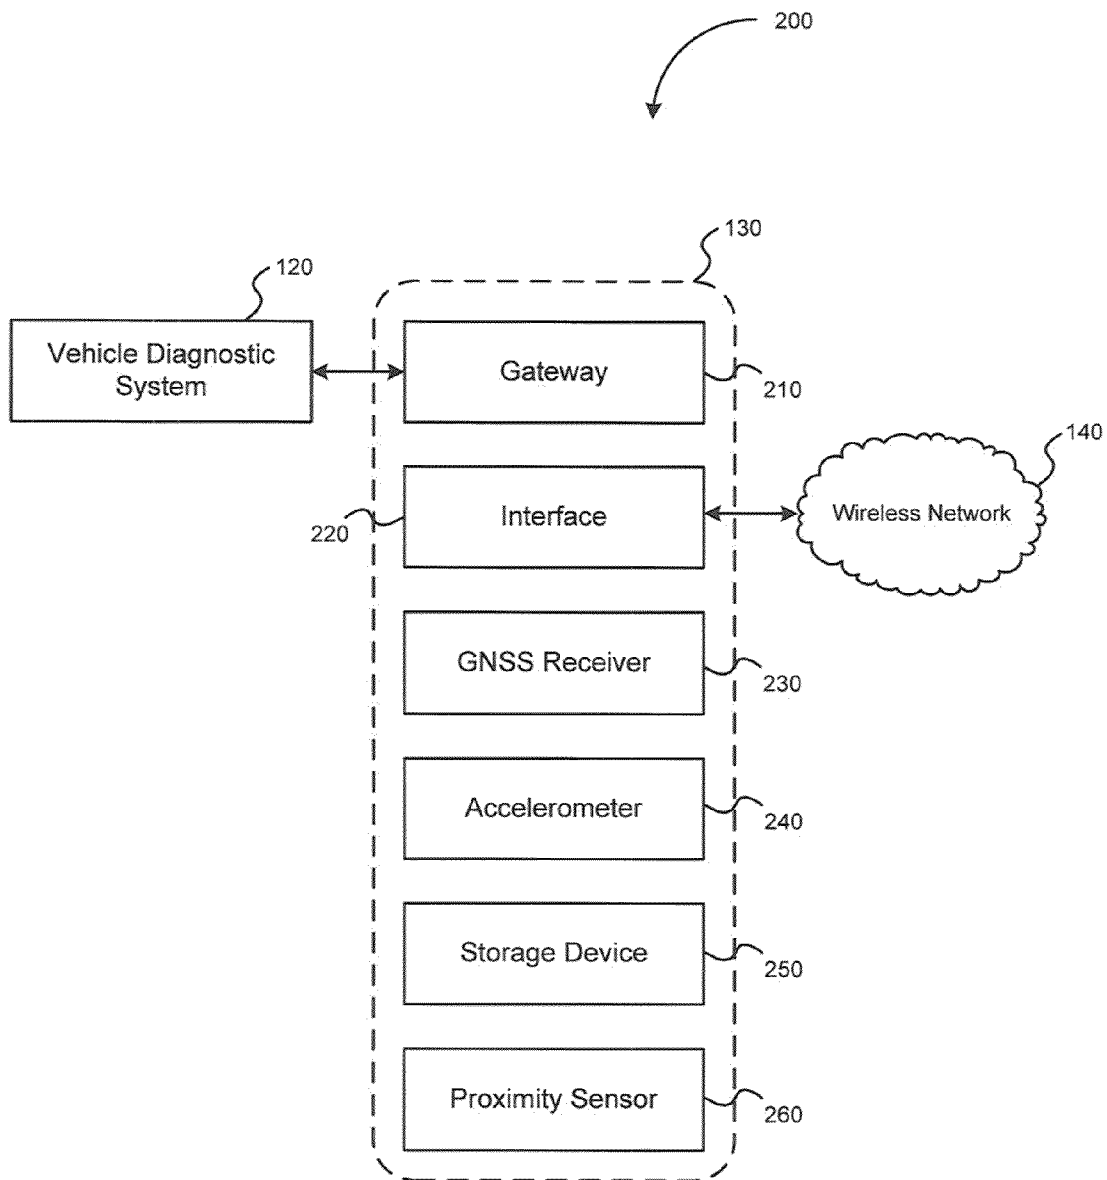 200
130
120
Vehicle Diagnostic
System
Gateway
210
140
220
Interface
Wireless Network
GNSS Receiver
230
Accelerometer
240
Storage Device
250
Proximity Sensor
260